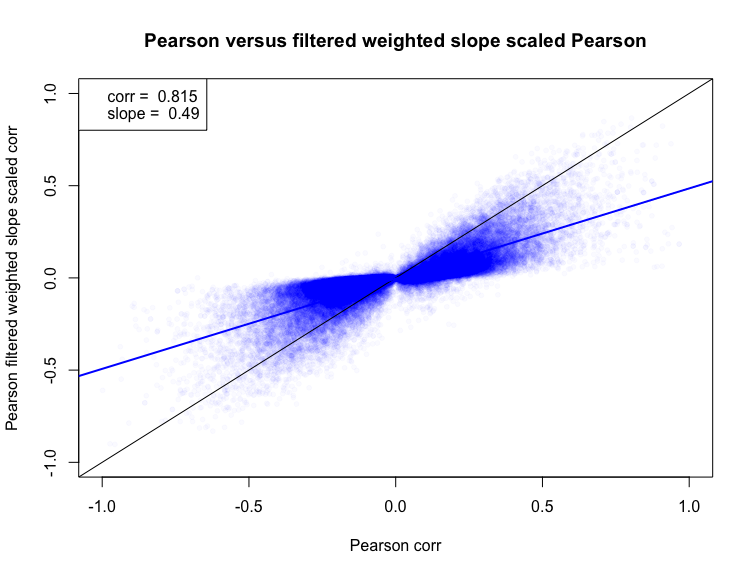 Pearson versus filtered weighted slope scaled Pearson
corr =  0.815
slope =  0.49
Pearson filtered weighted slope scaled corr
1.0
0.5
0.0
-0.5
-1.0
-1.0 -0.5 0.0 0.5 1.0
Pearson corr